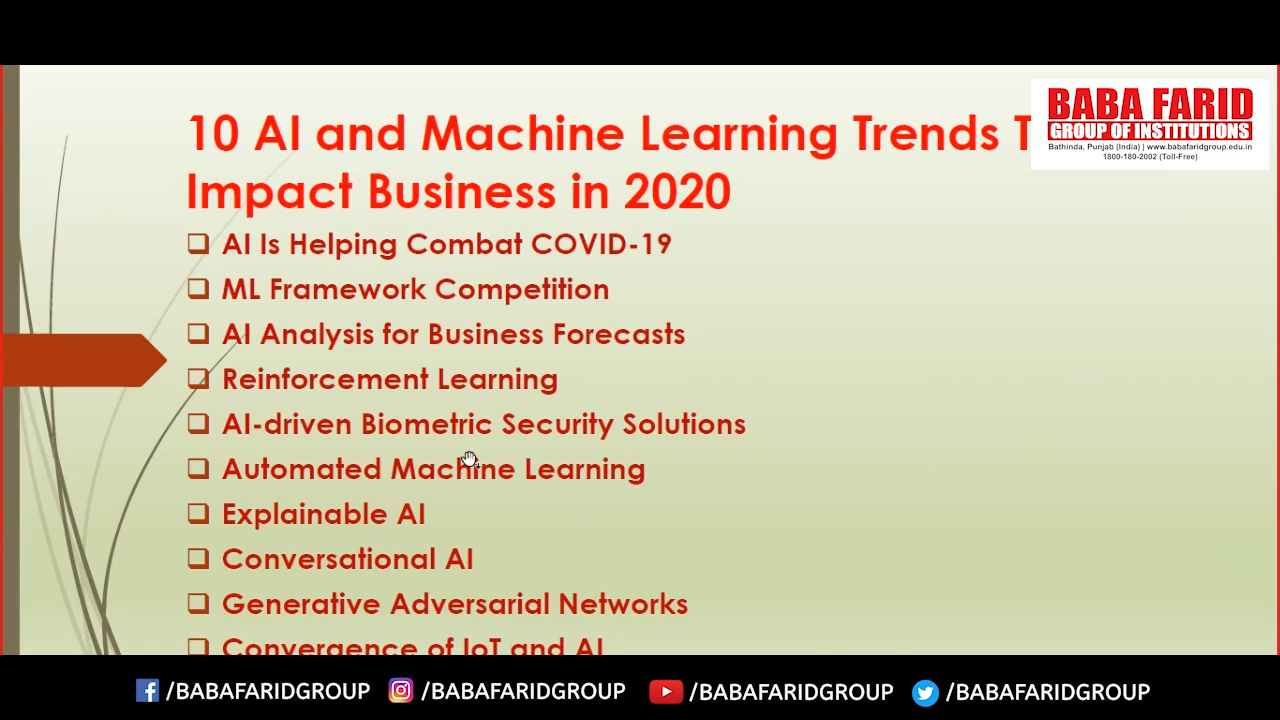 10 AI and Machine Learning Trends T
Impact Business in 2020
BABA FARID
GROUP OF INSTITUTIONS
Bathinda, Punjab (India) | www.babafaridgroup.edu.in
1800-180-2002 (Toll-Free)
❑ AI Is Helping Combat COVID-19
❑ ML Framework Competition
❑ AI Analysis for Business Forecasts
❑ Reinforcement Learning
❑ AI-driven Biometric Security Solutions
❑ Automated Machine Learning
❑ Explainable AI
❑ Conversational AI
❑ Generative Adversarial Networks
❑ Convergence of IoT and AI
/BABAFARIDGROUP /BABAFARIDGROUP /BABAFARIDGROUP /BABAFARIDGROUP